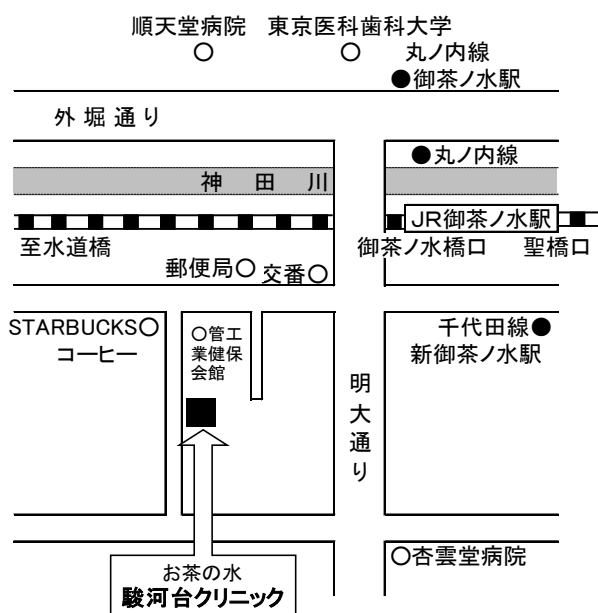 順天堂病院 東京医科歯科大学
丸ノ内線
●御茶ノ水駅
外堀通り
●丸ノ内線
神田川
JR御茶ノ水駅
至水道橋
御茶ノ水橋口 聖橋口
郵便局○ 交番○
STARBUCKS○
コーヒー
○管工
業健保
会館
千代田線●
新御茶ノ水駅
明大通り
○杏雲堂病院
お茶の水
駿河台クリニック